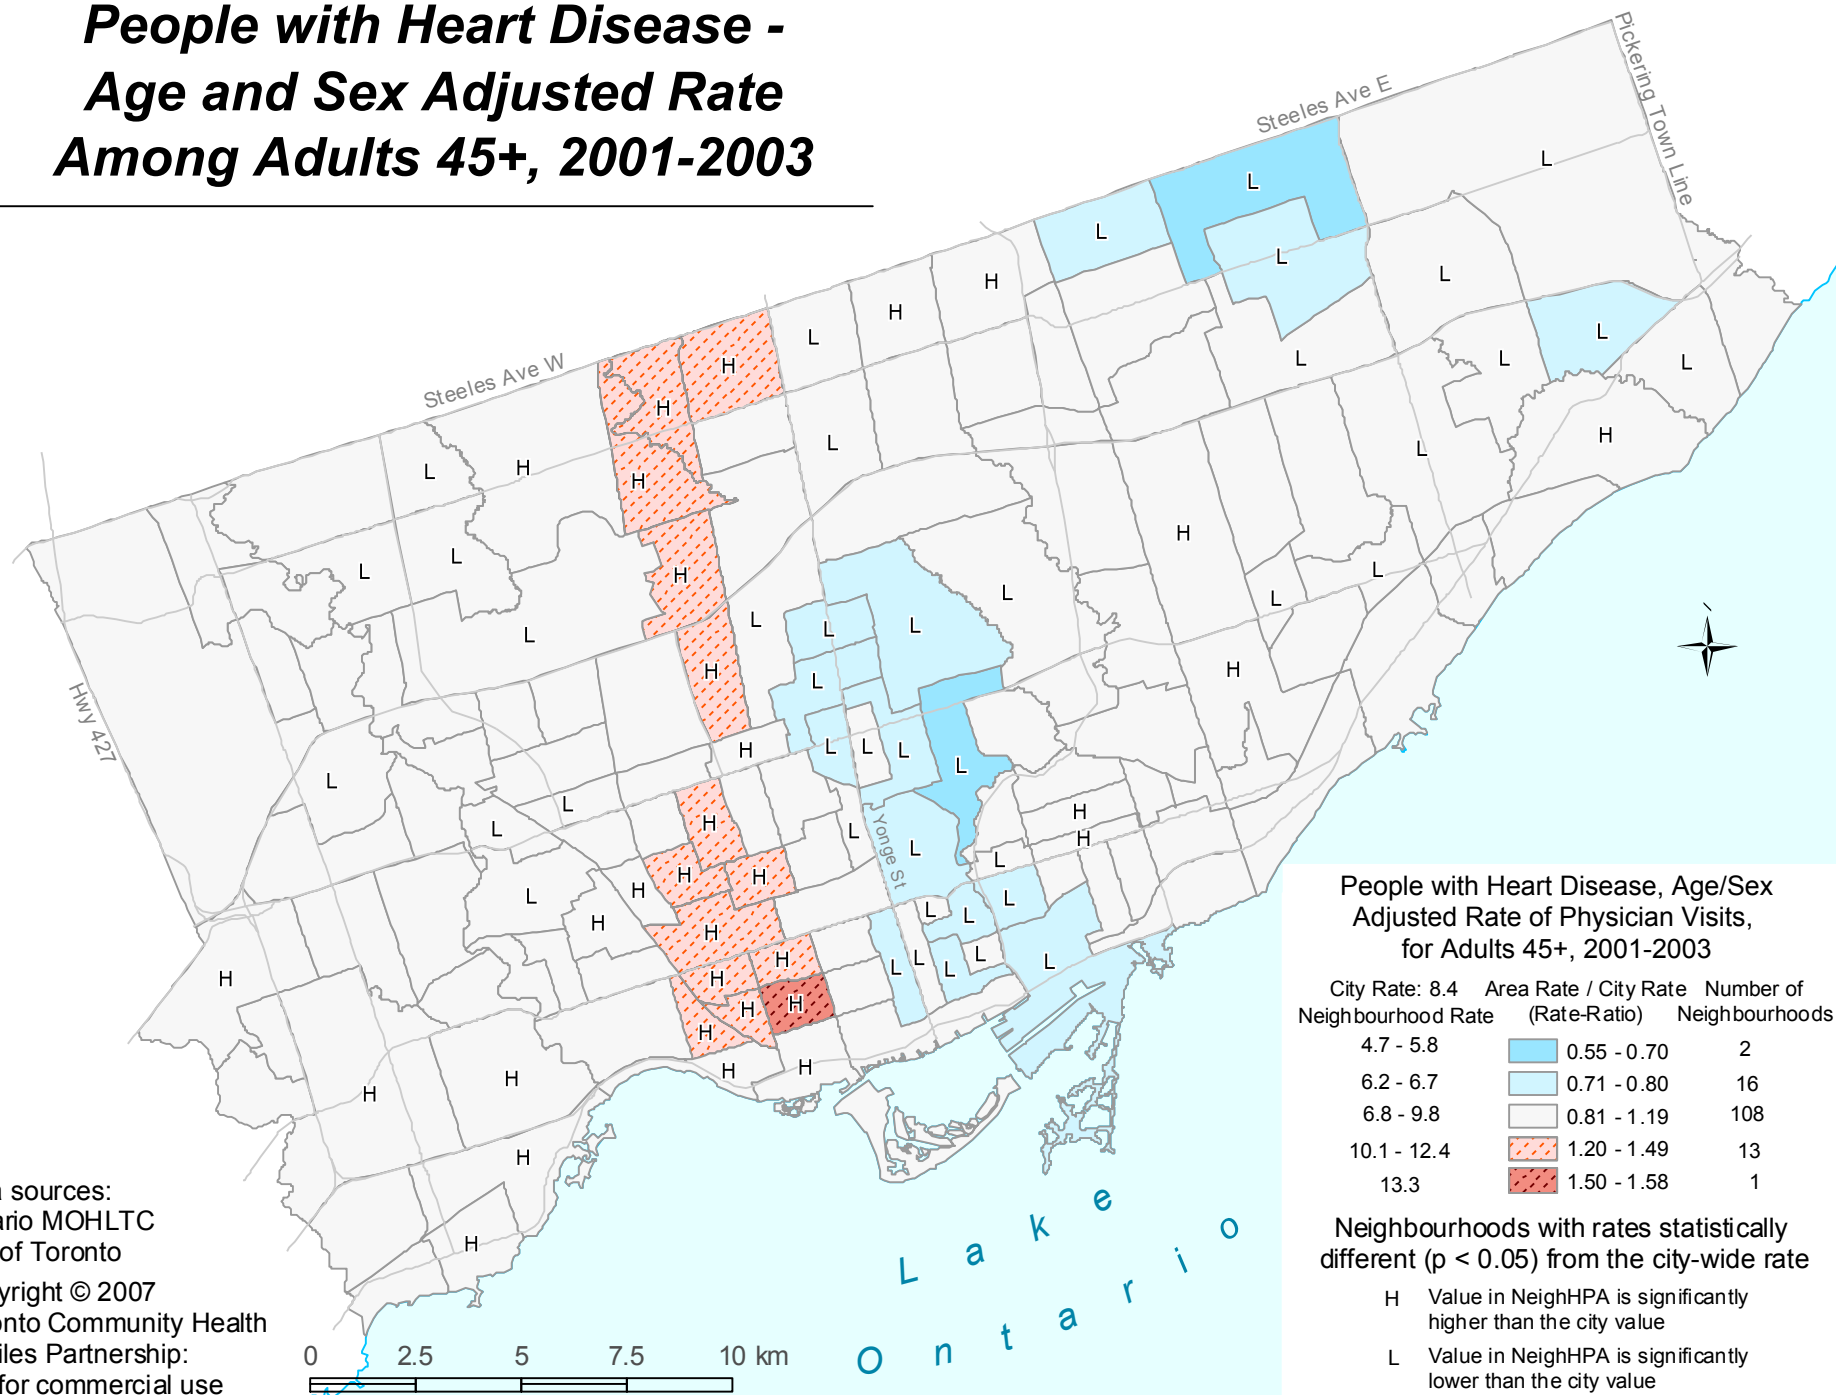 People with Heart Disease -
Age and Sex Adjusted Rate
Among Adults 45+, 2001-2003
Pickering Town Line
Steeles Ave E
Steeles Ave W
Hwy 427
Yonge St
L
L
L
L
L
L
L
L
L
L
H
H
H
L
H
H
L
H
H
L
L
H
L
L
H
L
H
L
L
L
L
H
L
L
L
L
H
H
L
H
L
L
L
L
L
L
L
H
L
H
H
L
L
L
H
H
H
L
L
H
L
L
H
H
L
L
L
H
H
L
L
H
H
H
H
H
H
H
H
H
H
H
Lake
Ontario
People with Heart Disease, Age/Sex
Adjusted Rate of Physician Visits,
for Adults 45+, 2001-2003
City Rate: 8.4 Area Rate / City Rate Number of
Neighbourhood Rate (Rate-Ratio) Neighbourhoods
4.7 - 5.8 0.55 - 0.70 2
6.2 - 6.7 0.71 - 0.80 16
6.8 - 9.8 0.81 - 1.19 108
10.1 - 12.4 1.20 - 1.49 13
13.3 1.50 - 1.58 1
Neighbourhoods with rates statistically
different (p < 0.05) from the city-wide rate
H Value in NeighHPA is significantly
higher than the city value
L Value in NeighHPA is significantly
lower than the city value
sources:
of Toronto
© 2007
Community Health
Partnership:
for commercial use
0 2.5 5 7.5 10 km